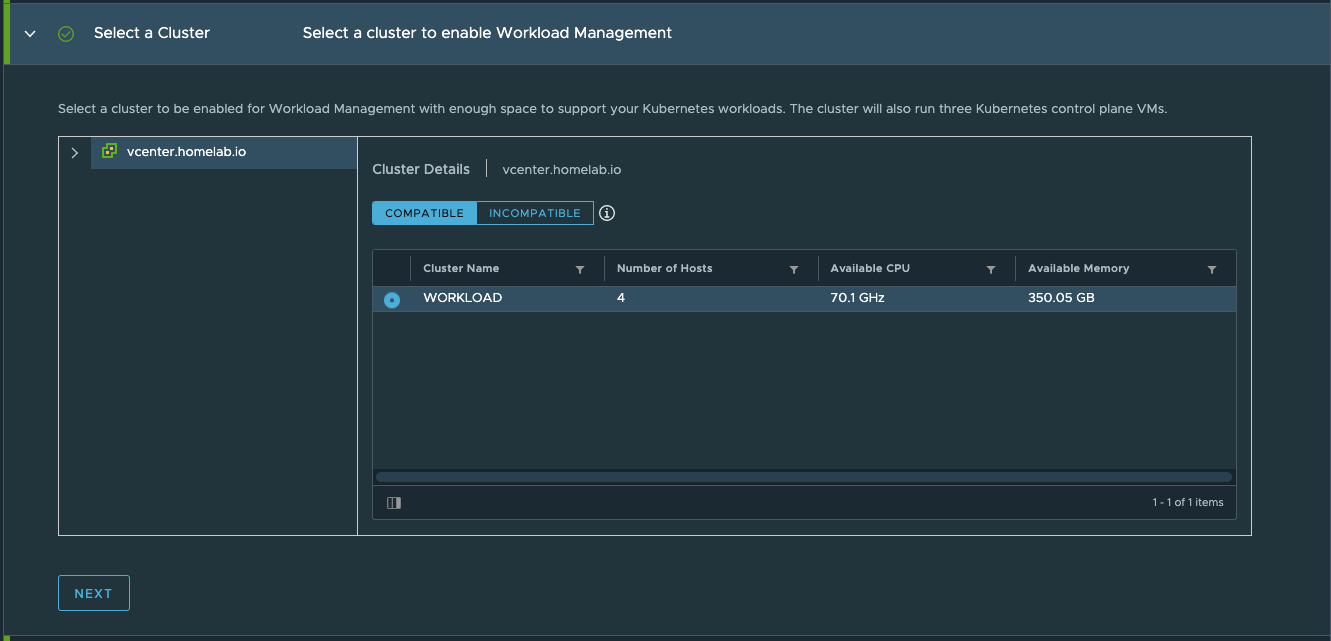 Select a Cluster Select a cluster to enable Workload Management
Select a cluster to be enabled for Workload Management with enough space to support your Kubernetes workloads. The cluster will also run three Kubernetes control plane VMs.
vcenter.homelab.io
Cluster Details vcenter.homelab.io
COMPATIBLE INCOMPATIBLE
Cluster Name Number of Hosts Available CPU Available Memory
WORKLOAD 4 70.1 GHz 350.05 GB
1 - 1 of 1 items
NEXT